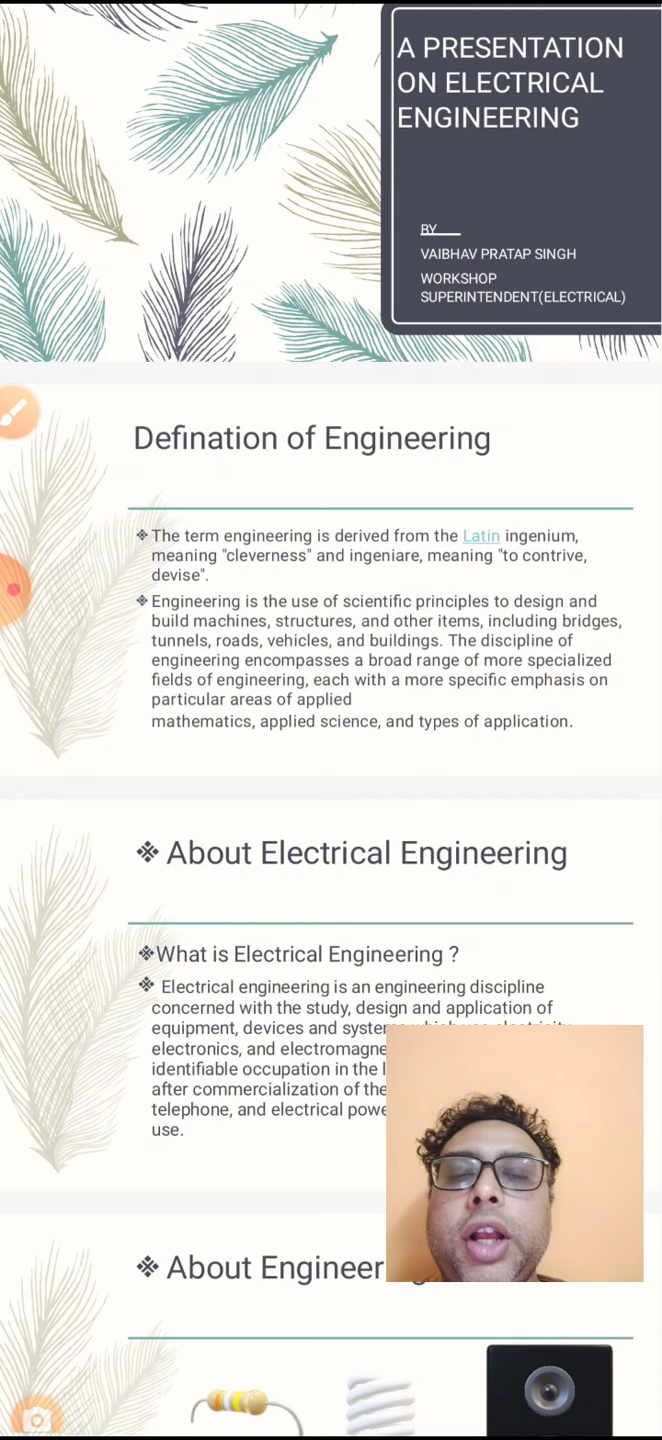 A PRESENTATION
ON ELECTRICAL
ENGINEERING
BY
VAIBHAV PRATAP SINGH
WORKSHOP
SUPERINTENDENT(ELECTRICAL)
Defination of Engineering
❖ The term engineering is derived from the Latin ingenium,
meaning "cleverness" and ingeniare, meaning "to contrive,
devise".
❖ Engineering is the use of scientific principles to design and
build machines, structures, and other items, including bridges,
tunnels, roads, vehicles, and buildings. The discipline of
engineering encompasses a broad range of more specialized
fields of engineering, each with a more specific emphasis on
particular areas of applied
mathematics, applied science, and types of application.
❖ About Electrical Engineering
❖What is Electrical Engineering ?
❖ Electrical engineering is an engineering discipline
concerned with the study, design and application of
equipment, devices and systems which use electricity,
electronics, and
identifiable occupation in the
after commercialization of the
telephone, and electrical
use.
❖ About